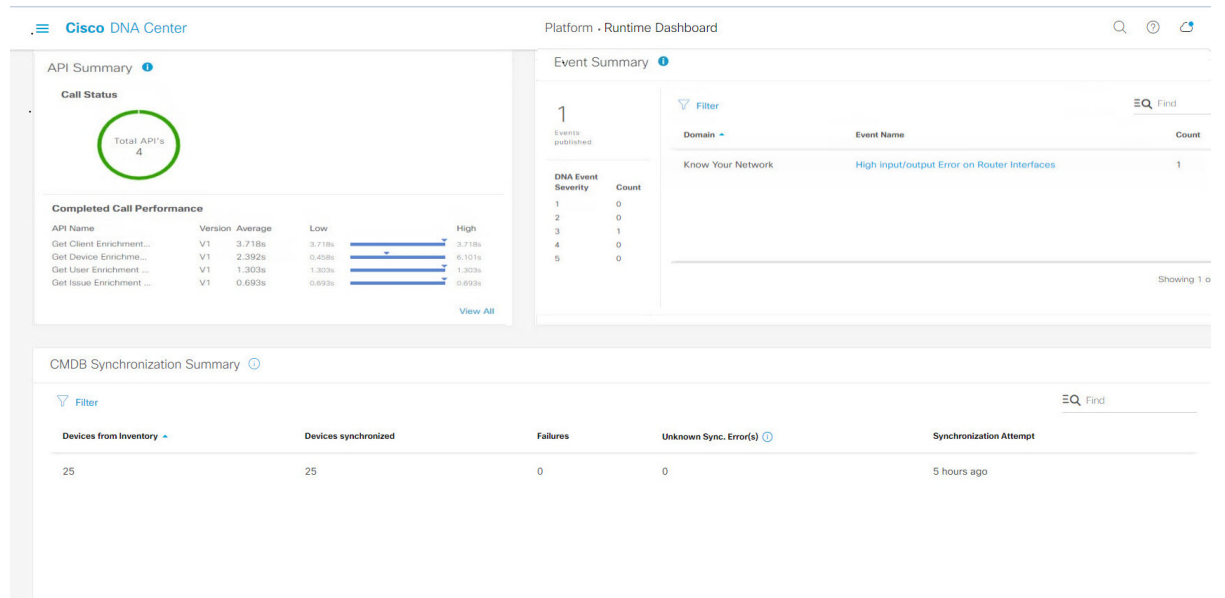 Cisco DNA Center
Platform • Runtime Dashboard
API Summary
Call Status
Total API's
4
Completed Call Performance
API Name Version Average Low High
Get Client Enrichment... V1 3.718s 3.718s 3.718s
Get Device Enrichme... V1 2.392s 0.458s 6.101s
Get User Enrichment ... V1 1.303s 1.303s 1.303s
Get Issue Enrichment ... V1 0.693s 0.693s 0.693s
View All
Event Summary
1
Events
published
DNA Event
Severity Count
1 0
2 0
3 1
4 0
5 0
Filter
Find
Domain Event Name Count
Know Your Network High input/output Error on Router Interfaces 1
Showing 1 o
CMDB Synchronization Summary
Filter
Find
Devices from Inventory Devices synchronized Failures Unknown Sync. Error(s) Synchronization Attempt
25 25 0 0 5 hours ago